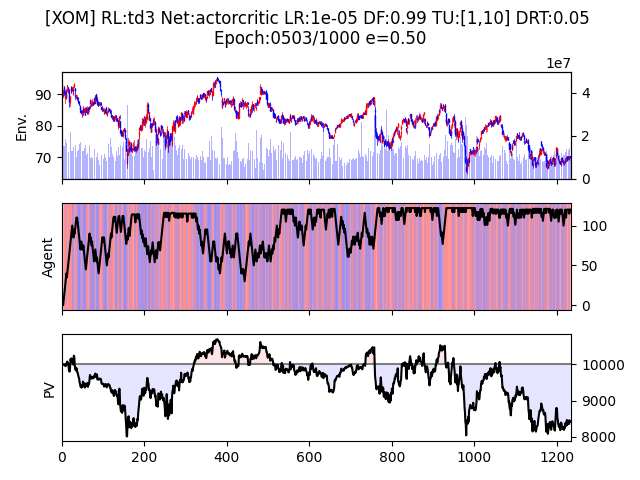 [XOM] RL:td3 Net:actorcritic LR:1e-05 DF:0.99 TU:[1,10] DRT:0.05
Epoch:0503/1000 e=0.50
1e7
90
80
70
Env.
4
2
0
Agent
100
50
0
PV
10000
9000
8000
0 200 400 600 800 1000 1200